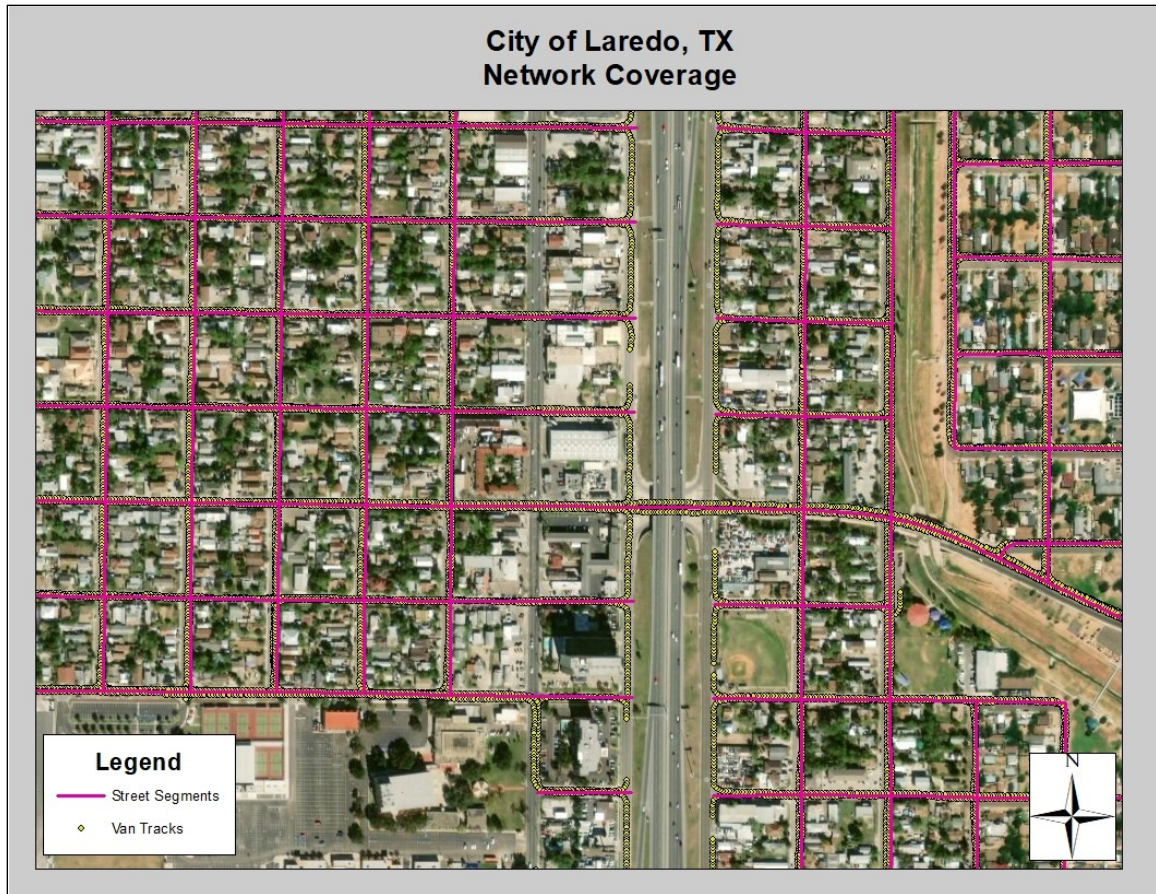 City of Laredo, TX
Network Coverage
Legend
Street Segments
Van Tracks
N